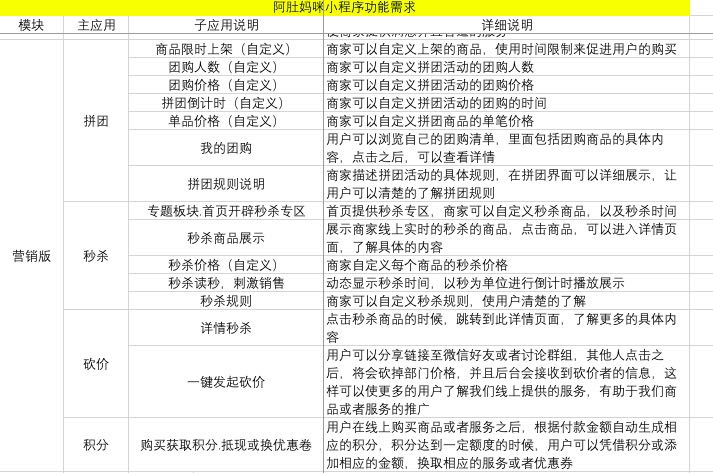 阿肚妈咪小程序功能需求
模块 主应用 子应用说明 详细说明
商品限时上架（自定义） 商家可以自定义上架的商品，使用时间限制来促进用户的购买
团购人数（自定义） 商家可以自定义拼团活动的团购人数
团购价格（自定义） 商家可以自定义拼团活动的团购价格
拼团倒计时（自定义） 商家可以自定义拼团活动的团购的时间
拼团 单品价格（自定义） 商家可以自定义拼团商品的单笔价格
我的团购 用户可以浏览自己的团购清单，里面包括团购商品的具体内
容，点击之后，可以查看详情
拼团规则说明 商家描述拼团活动的具体规则，在拼团界面可以详细展示，让
用户可以清楚的了解拼团规则
专题板块.首页开辟秒杀专区 首页提供秒杀专区，商家可以自定义秒杀商品，以及秒杀时间
秒杀商品展示 展示商家线上实时的秒杀的商品，点击商品，可以进入详情页
面，了解具体的内容
营销版 秒杀
秒杀价格（自定义） 商家自定义每个商品的秒杀价格
秒杀读秒，刺激销售 动态显示秒杀时间，以秒为单位进行倒计时播放展示
秒杀规则 商家可以自定义秒杀规则，使用户清楚的了解
详情秒杀 点击秒杀商品的时候，跳转到此详情页面，了解更多的具体内
容
砍价
一键发起砍价 用户可以分享链接至微信好友或者讨论群组，其他人点击之
后，将会砍掉部门价格，并且后台会接收到砍价者的信息，这
样可以使更多的用户了解我们线上提供的服务，有助于我们商
品或者服务的推广
积分 购买获取积分.抵现或换优惠卷 用户在线上购买商品或者服务之后，根据付款金额自动生成相
应的积分，积分达到一定额度的时候，用户可以凭借积分或添
加相应的金额，换取相应的服务或者优惠券